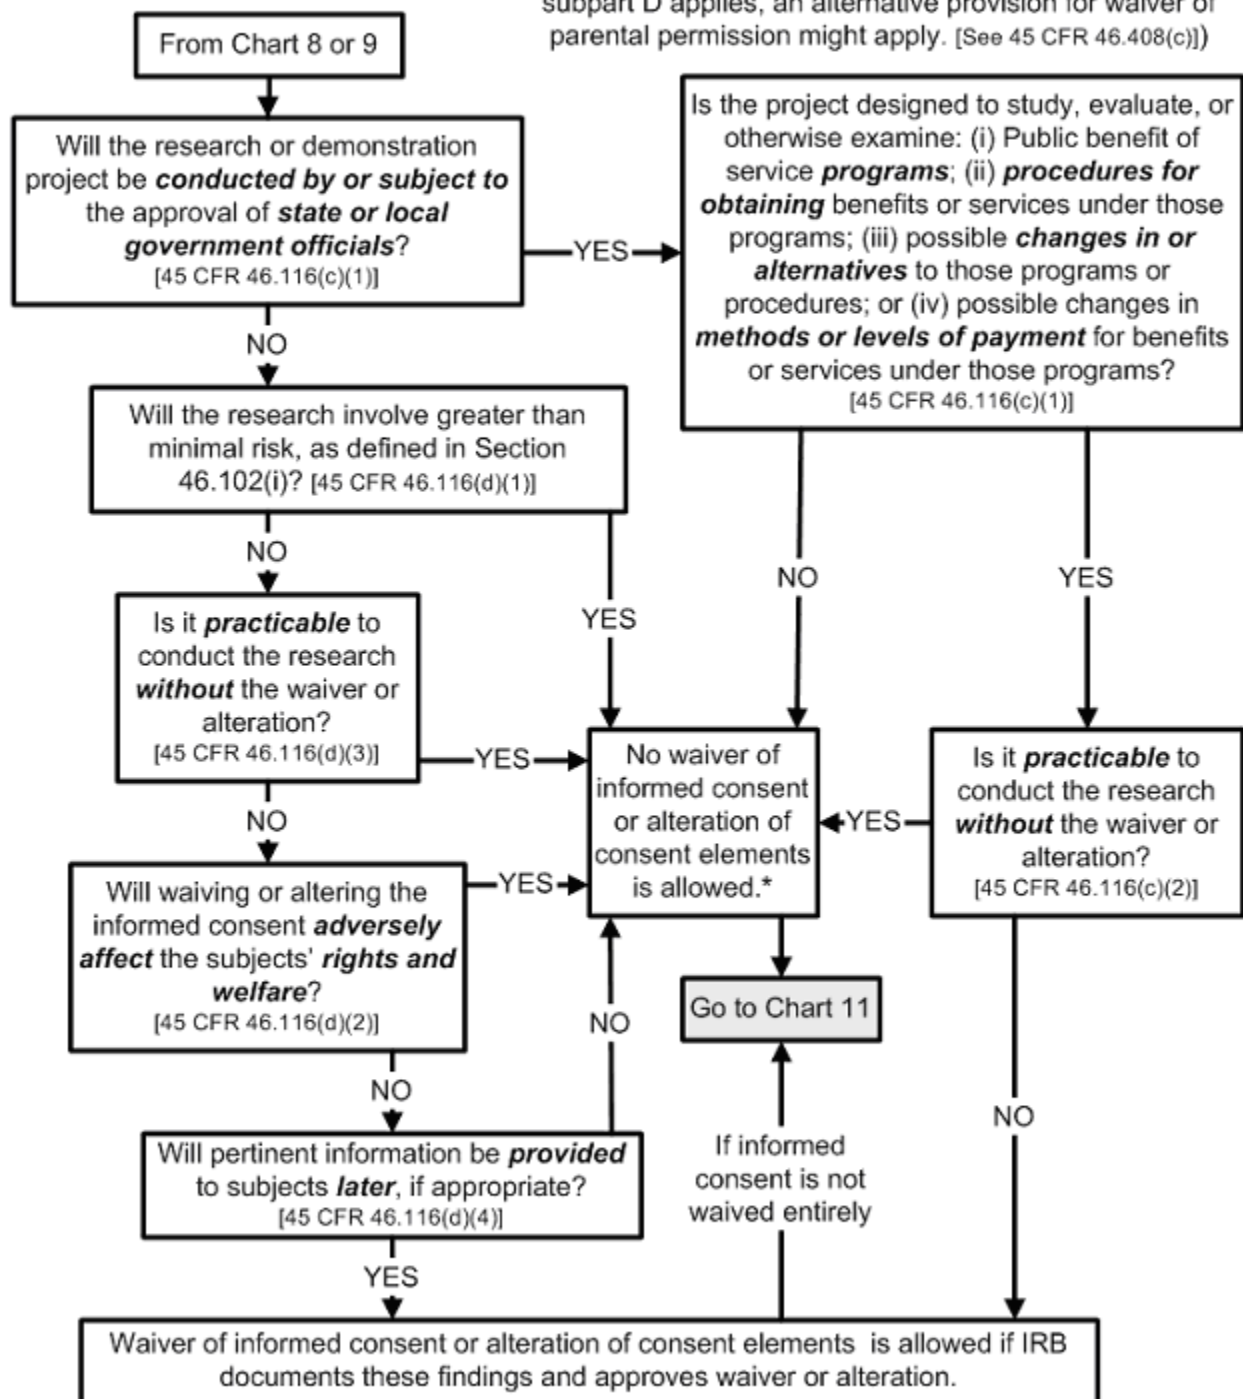 subpart D applies, an alternative provision for waiver of
parental permission might apply. [See 45 CFR 46.408(c)])
From Chart 8 or 9
Will the research or demonstration
project be conducted by or subject to
the approval of state or local
government officials?
[45 CFR 46.116(c)(1)]
YES
Is the project designed to study, evaluate, or
otherwise examine: (i) Public benefit of
service programs; (ii) procedures for
obtaining benefits or services under those
programs; (iii) possible changes in or
alternatives to those programs or
procedures; or (iv) possible changes in
methods or levels of payment for benefits
or services under those programs?
[45 CFR 46.116(c)(1)]
NO
Will the research involve greater than
minimal risk, as defined in Section
46.102(i)? [45 CFR 46.116(d)(1)]
NO
YES
NO
YES
Is it practicable to
conduct the research
without the waiver or
alteration?
[45 CFR 46.116(d)(3)]
YES
No waiver of
informed consent
or alteration of
consent elements
is allowed.*
YES
Is it practicable to
conduct the research
without the waiver or
alteration?
[45 CFR 46.116(c)(2)]
NO
Will waiving or altering the
informed consent adversely
affect the subjects' rights and
welfare?
[45 CFR 46.116(d)(2)]
YES
NO
Go to Chart 11
NO
NO
Will pertinent information be provided
to subjects later, if appropriate?
[45 CFR 46.116(d)(4)]
If informed
consent is not
waived entirely
YES
Waiver of informed consent or alteration of consent elements is allowed if IRB
documents these findings and approves waiver or alteration.